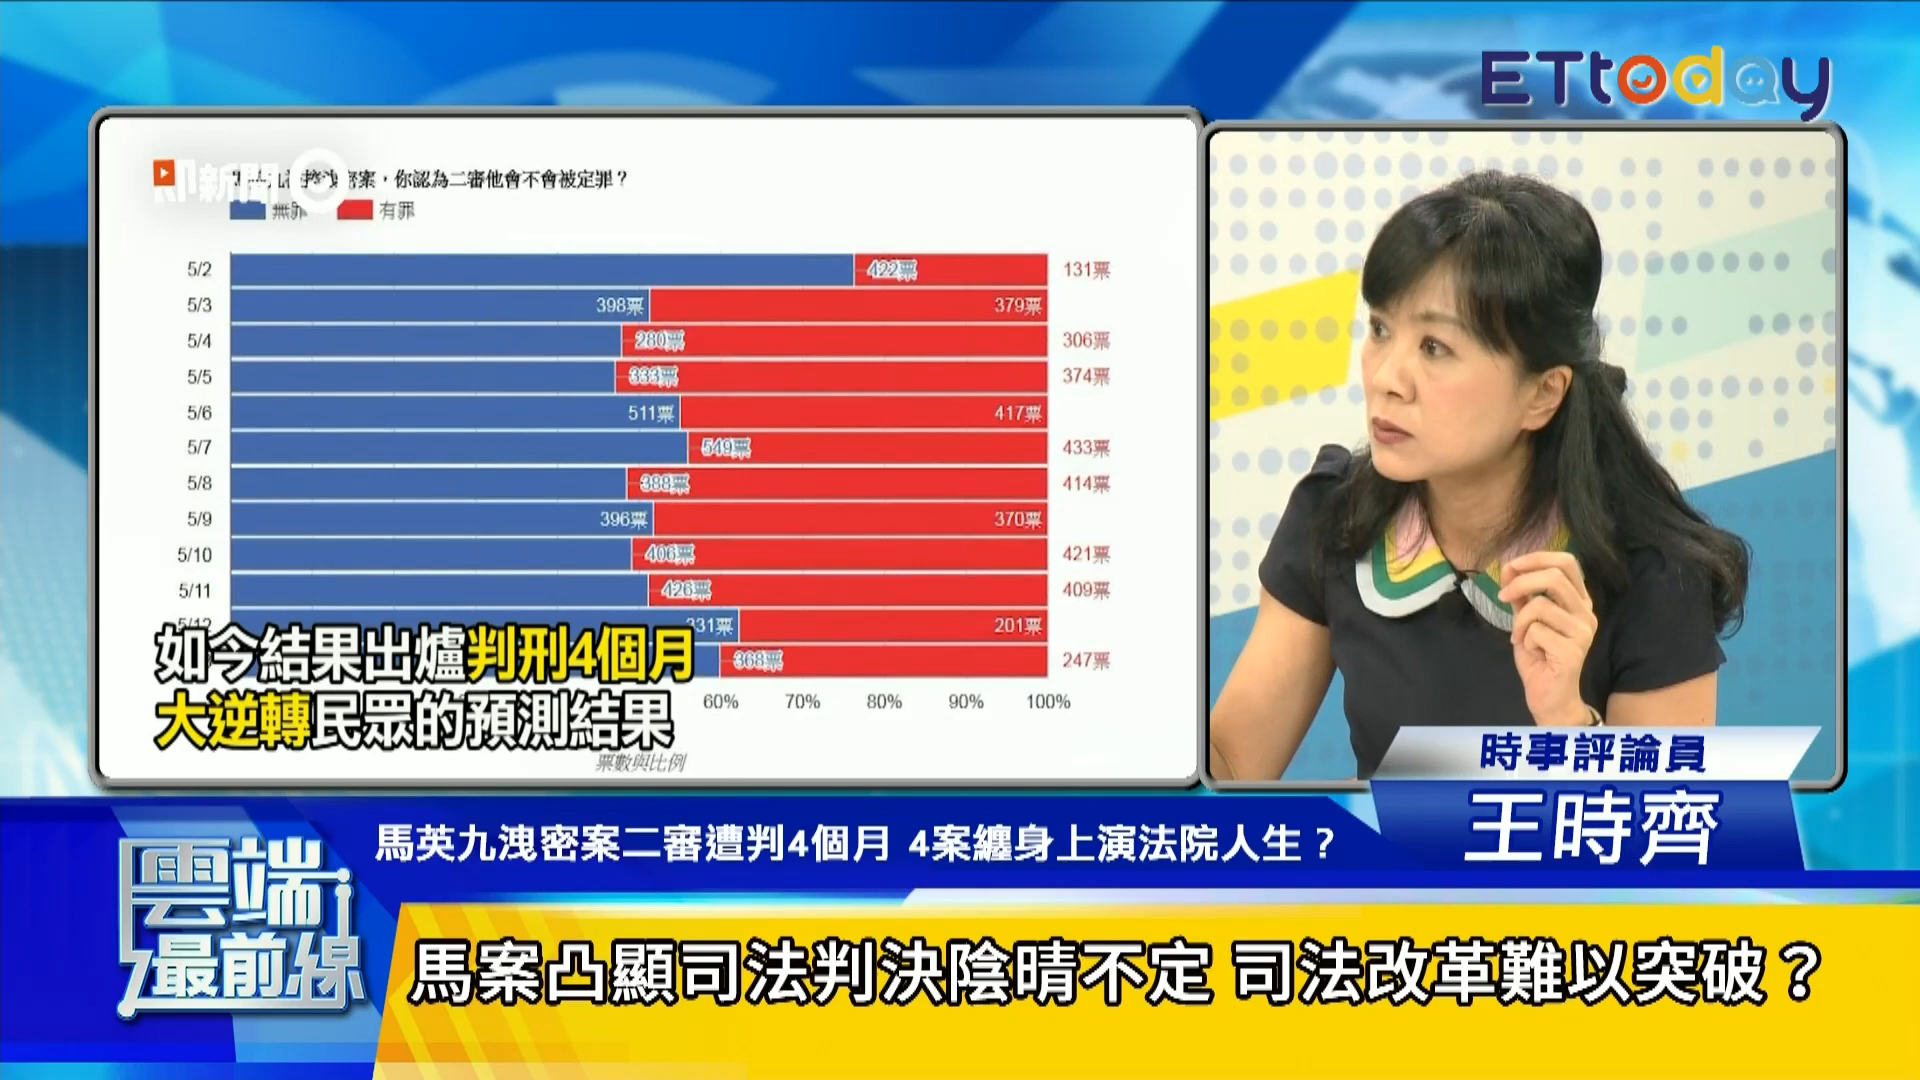 ETtoday
即新聞
案，你認為二審他會不會被定罪？
無罪 有罪
5/2 422票 131票
5/3 398票 379票
5/4 280票 306票
5/5 333票 374票
5/6 511票 417票
5/7 549票 433票
5/8 388票 414票
5/9 396票 370票
5/10 406票 421票
5/11 426票 409票
5/12 331票 201票
368票 247票
60% 70% 80% 90% 100%
票數與比例
如今結果出爐判刑4個月
大逆轉民眾的預測結果
時事評論員
王時齊
馬英九洩密案二審遭判4個月 4案纏身上演法院人生？
雲端最前線
馬案凸顯司法判決陰晴不定 司法改革難以突破？